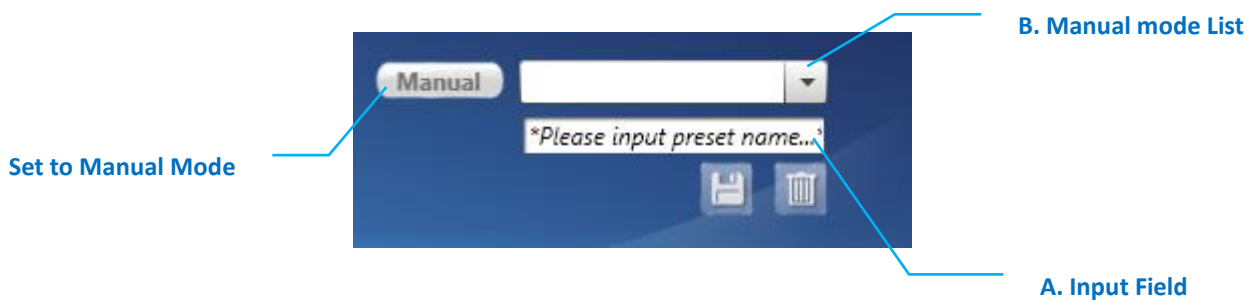 B. Manual mode List
Manual
*Please input preset name...*
Set to Manual Mode
A. Input Field